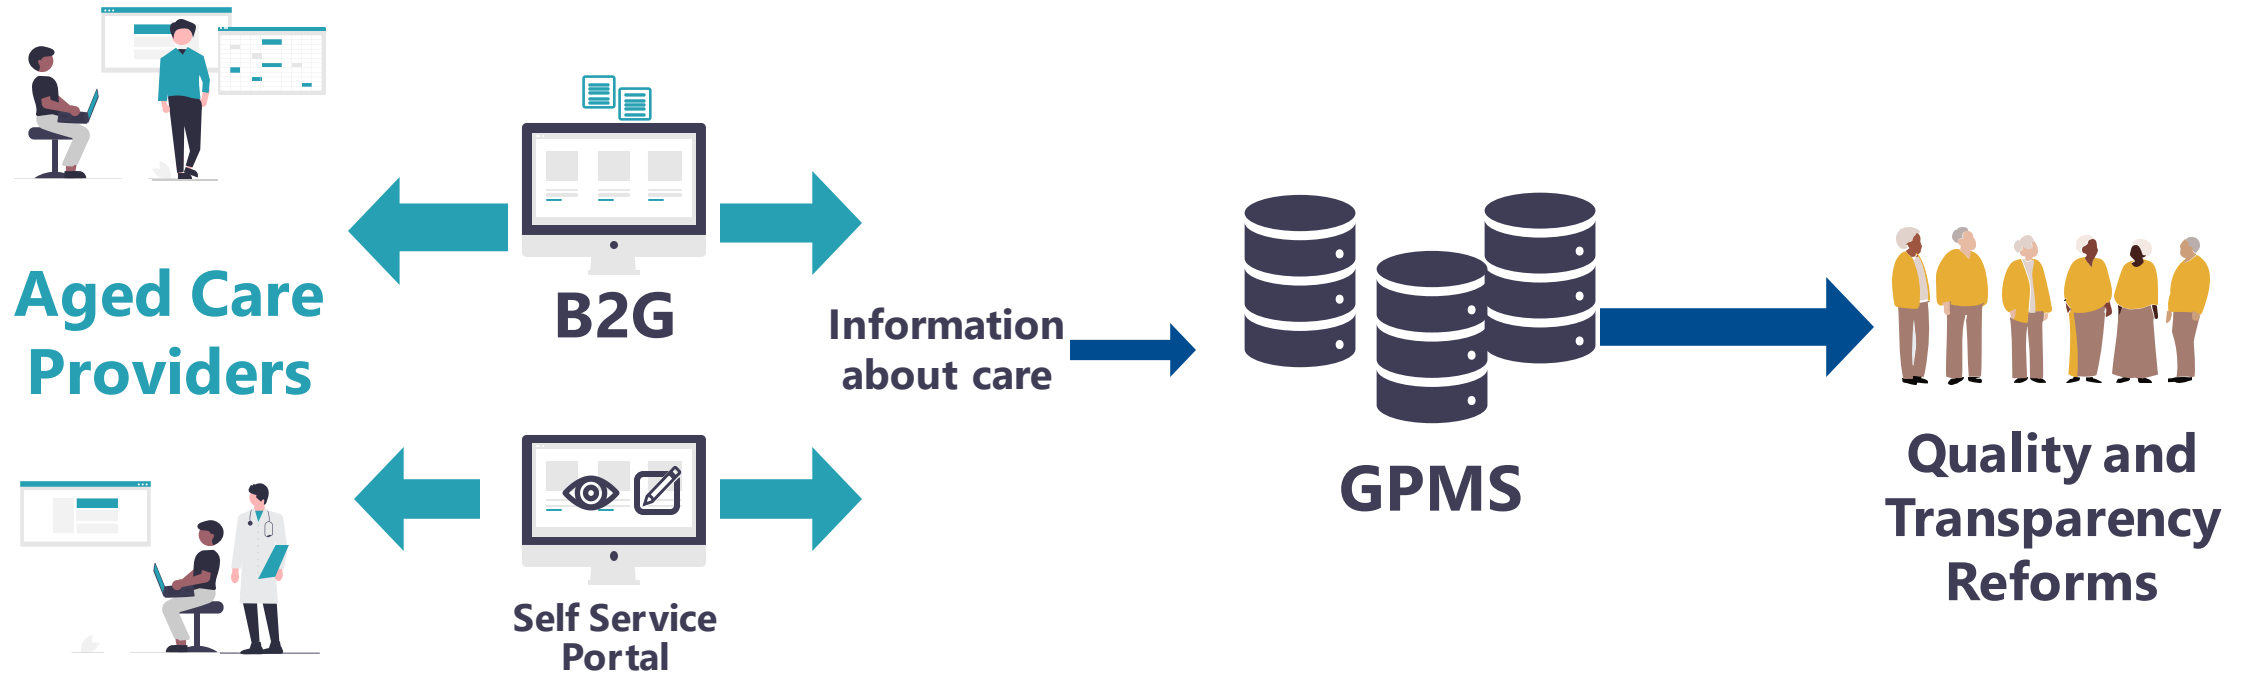 Aged Care
Providers
B2G
Self Service
Portal
Information
about care
GPMS
Quality and
Transparency
Reforms